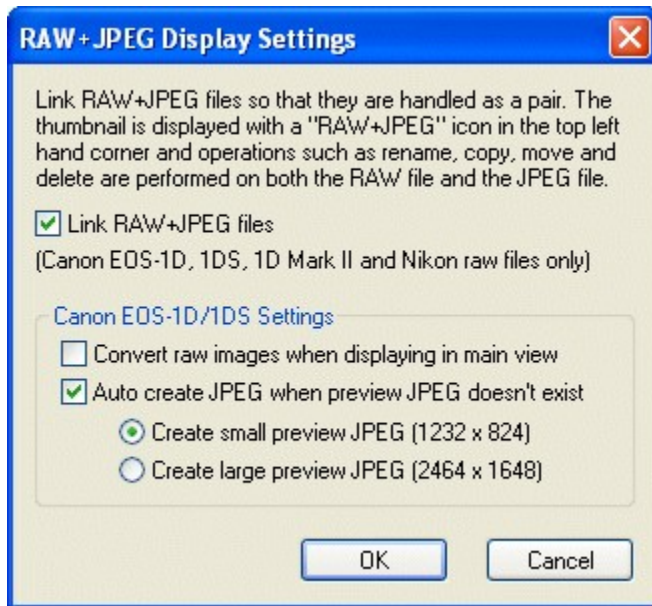 RAW+JPEG Display Settings
Link RAW+JPEG files so that they are handled as a pair. The
thumbnail is displayed with a "RAW+JPEG" icon in the top left
hand corner and operations such as rename, copy, move and
delete are performed on both the RAW file and the JPEG file.
Link RAW+JPEG files
(Canon EOS-1D, 1DS, 1D Mark II and Nikon raw files only)
Canon EOS-1D/1DS Settings
Convert raw images when displaying in main view
Auto create JPEG when preview JPEG doesn't exist
Create small preview JPEG (1232 x 824)
Create large preview JPEG (2464 x 1648)
OK Cancel